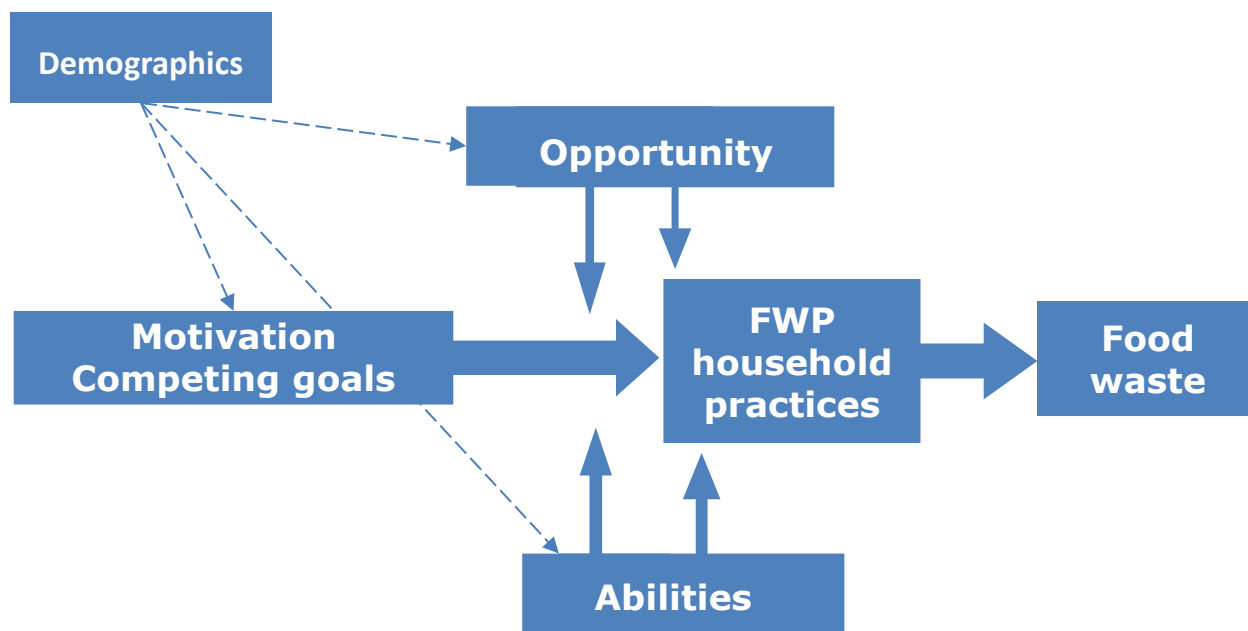 Demographics
Opportunity
Motivation
Competing goals
FWP
household
practices
Food
waste
Abilities